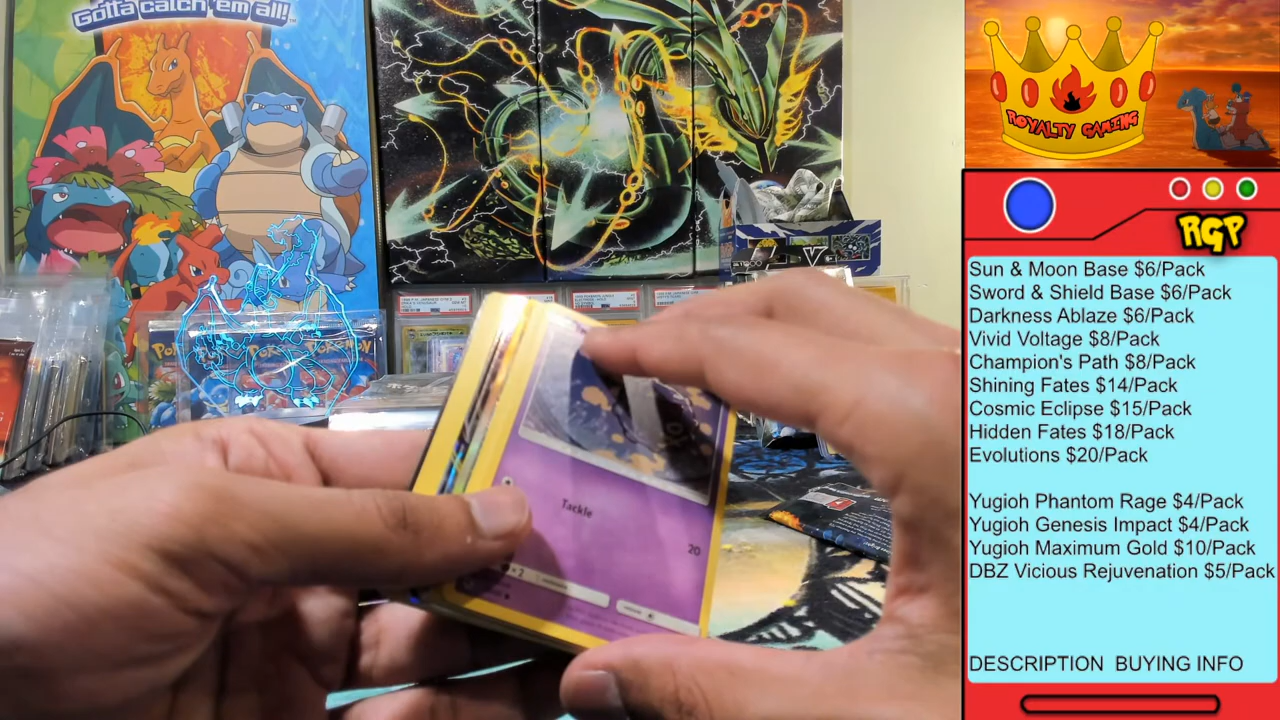 Gotta catch 'em all!
ROYALTY GAMING
RGP
Sun & Moon Base $6/Pack
Sword & Shield Base $6/Pack
Darkness Ablaze $6/Pack
Vivid Voltage $8/Pack
Champion's Path $8/Pack
Shining Fates $14/Pack
Cosmic Eclipse $15/Pack
Hidden Fates $18/Pack
Evolutions $20/Pack
Yugioh Phantom Rage $4/Pack
Yugioh Genesis Impact $4/Pack
Yugioh Maximum Gold $10/Pack
DBZ Vicious Rejuvenation $5/Pack
DESCRIPTION BUYING INFO
Tackle
20
×2